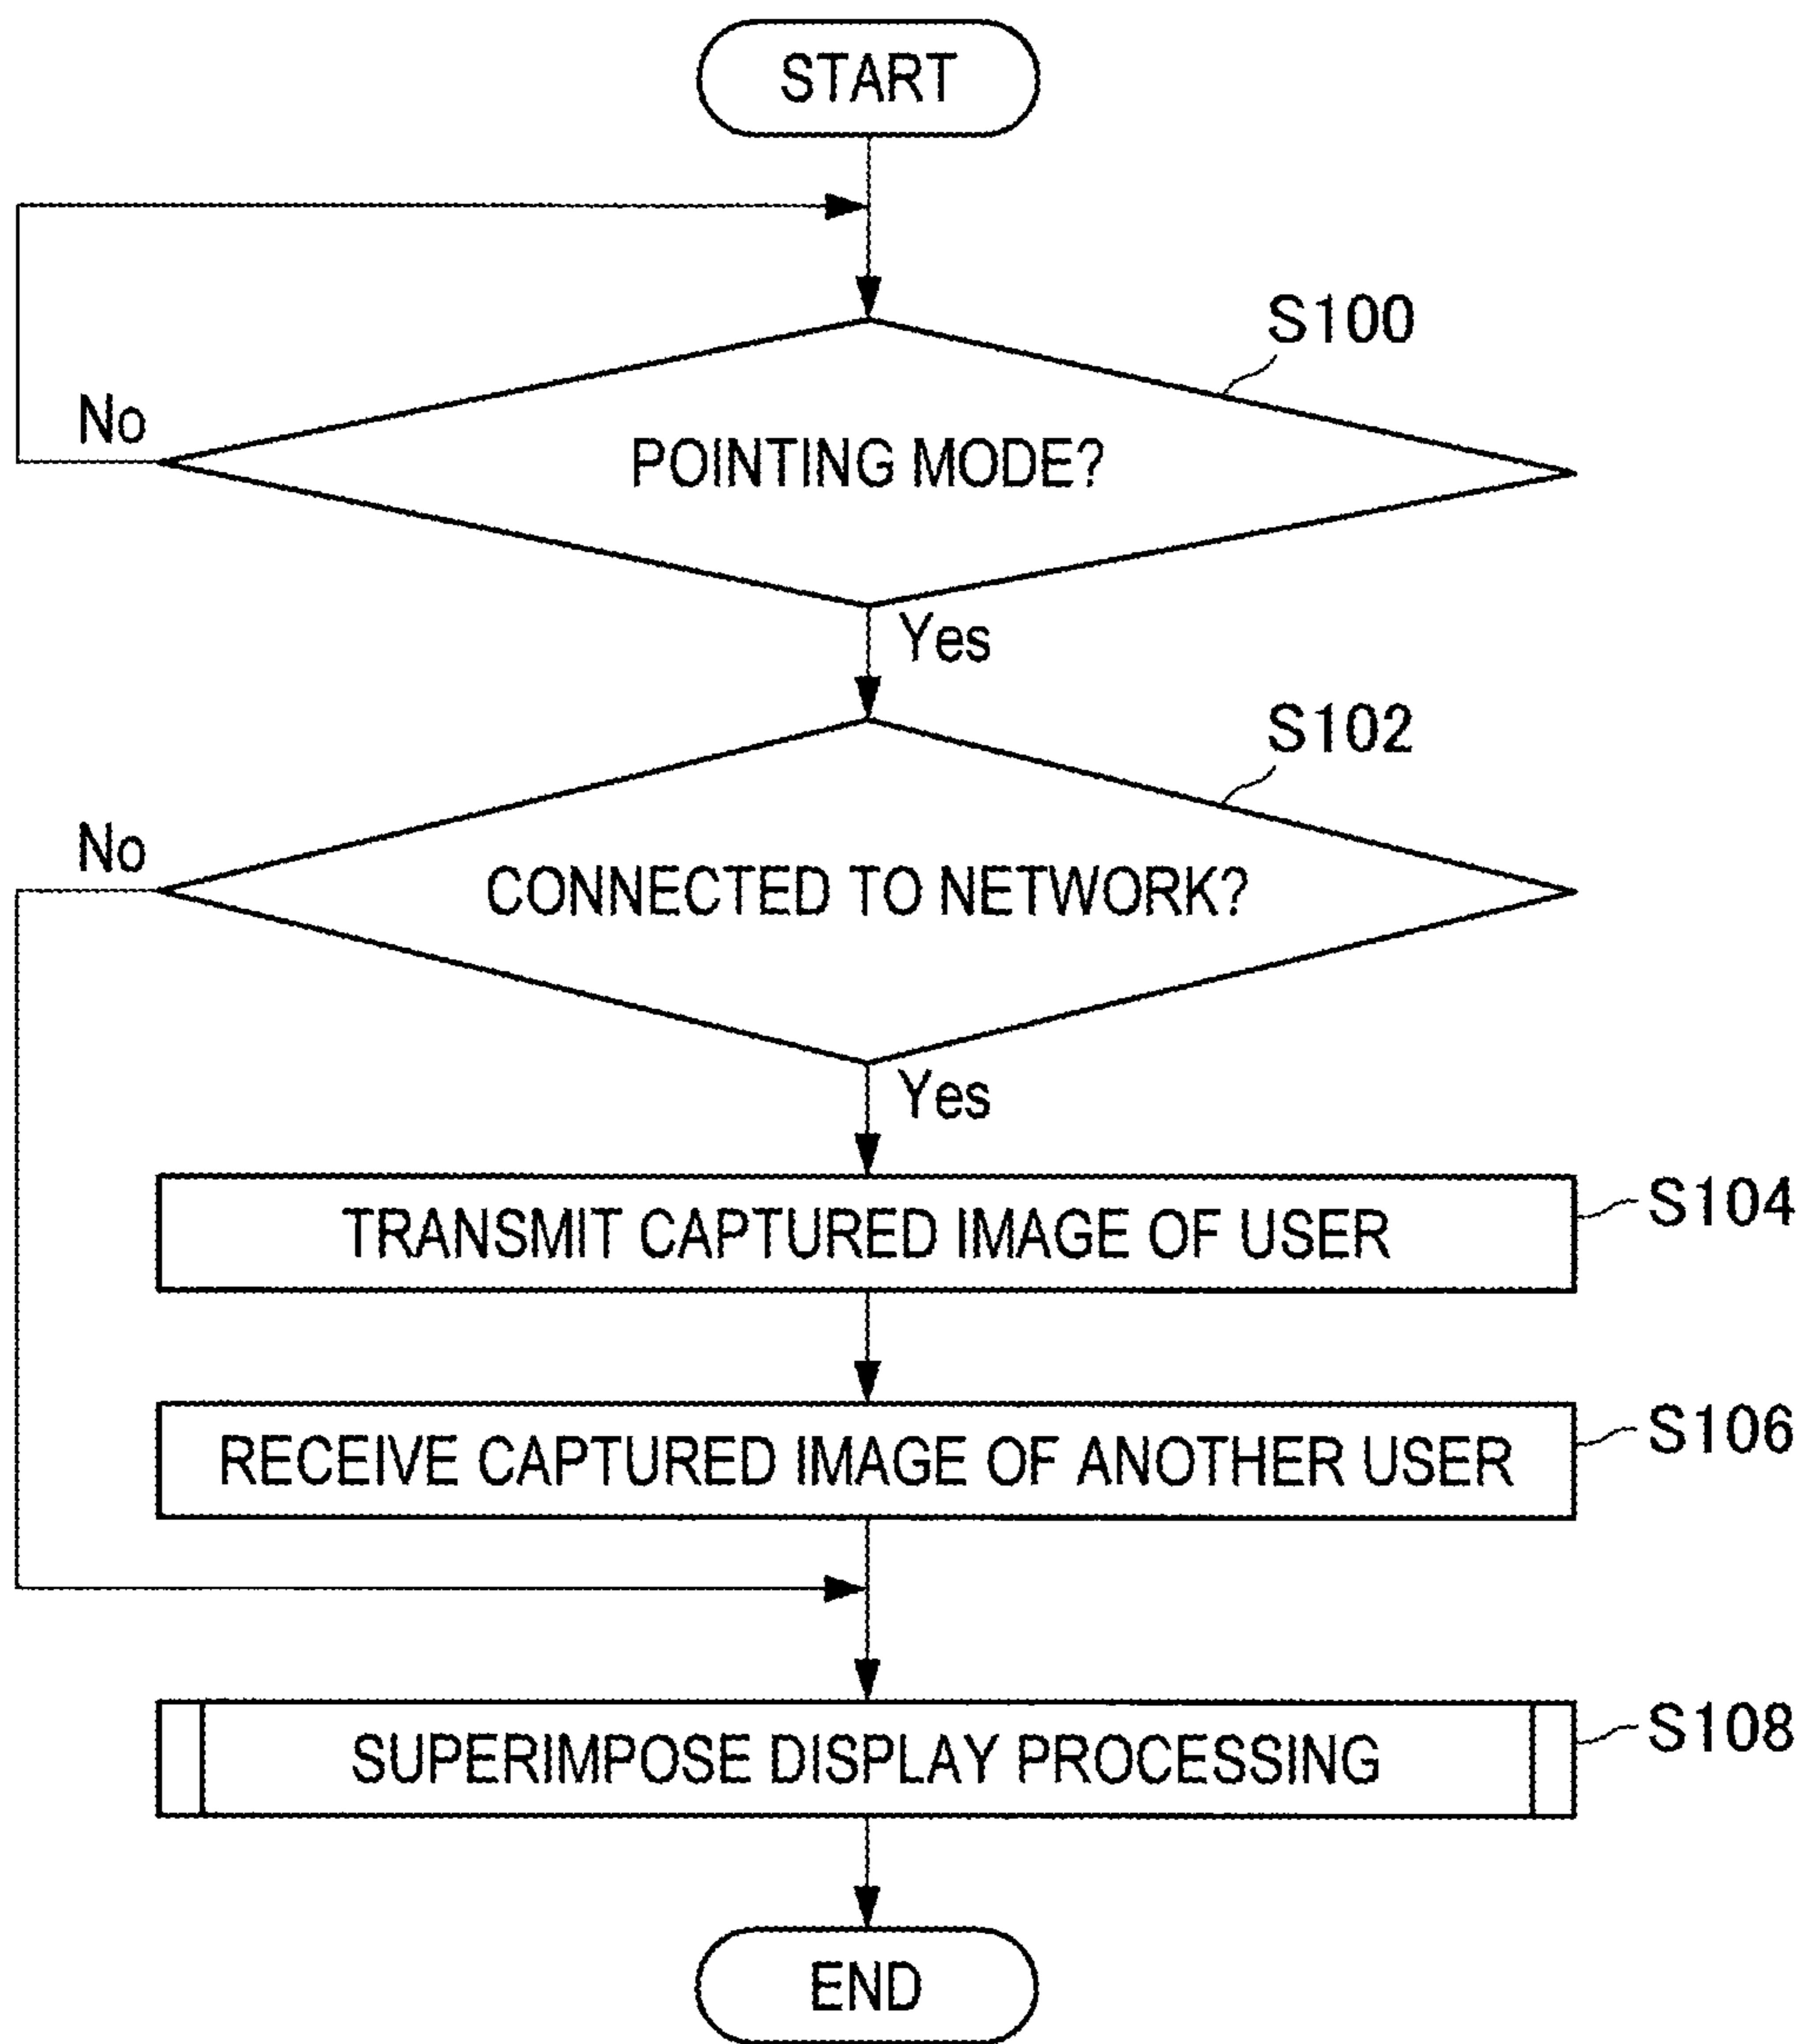 START
S100
No
POINTING MODE?
Yes
S102
No
CONNECTED TO NETWORK?
Yes
TRANSMIT CAPTURED IMAGE OF USER
S104
RECEIVE CAPTURED IMAGE OF ANOTHER USER
S106
SUPERIMPOSE DISPLAY PROCESSING
S108
END